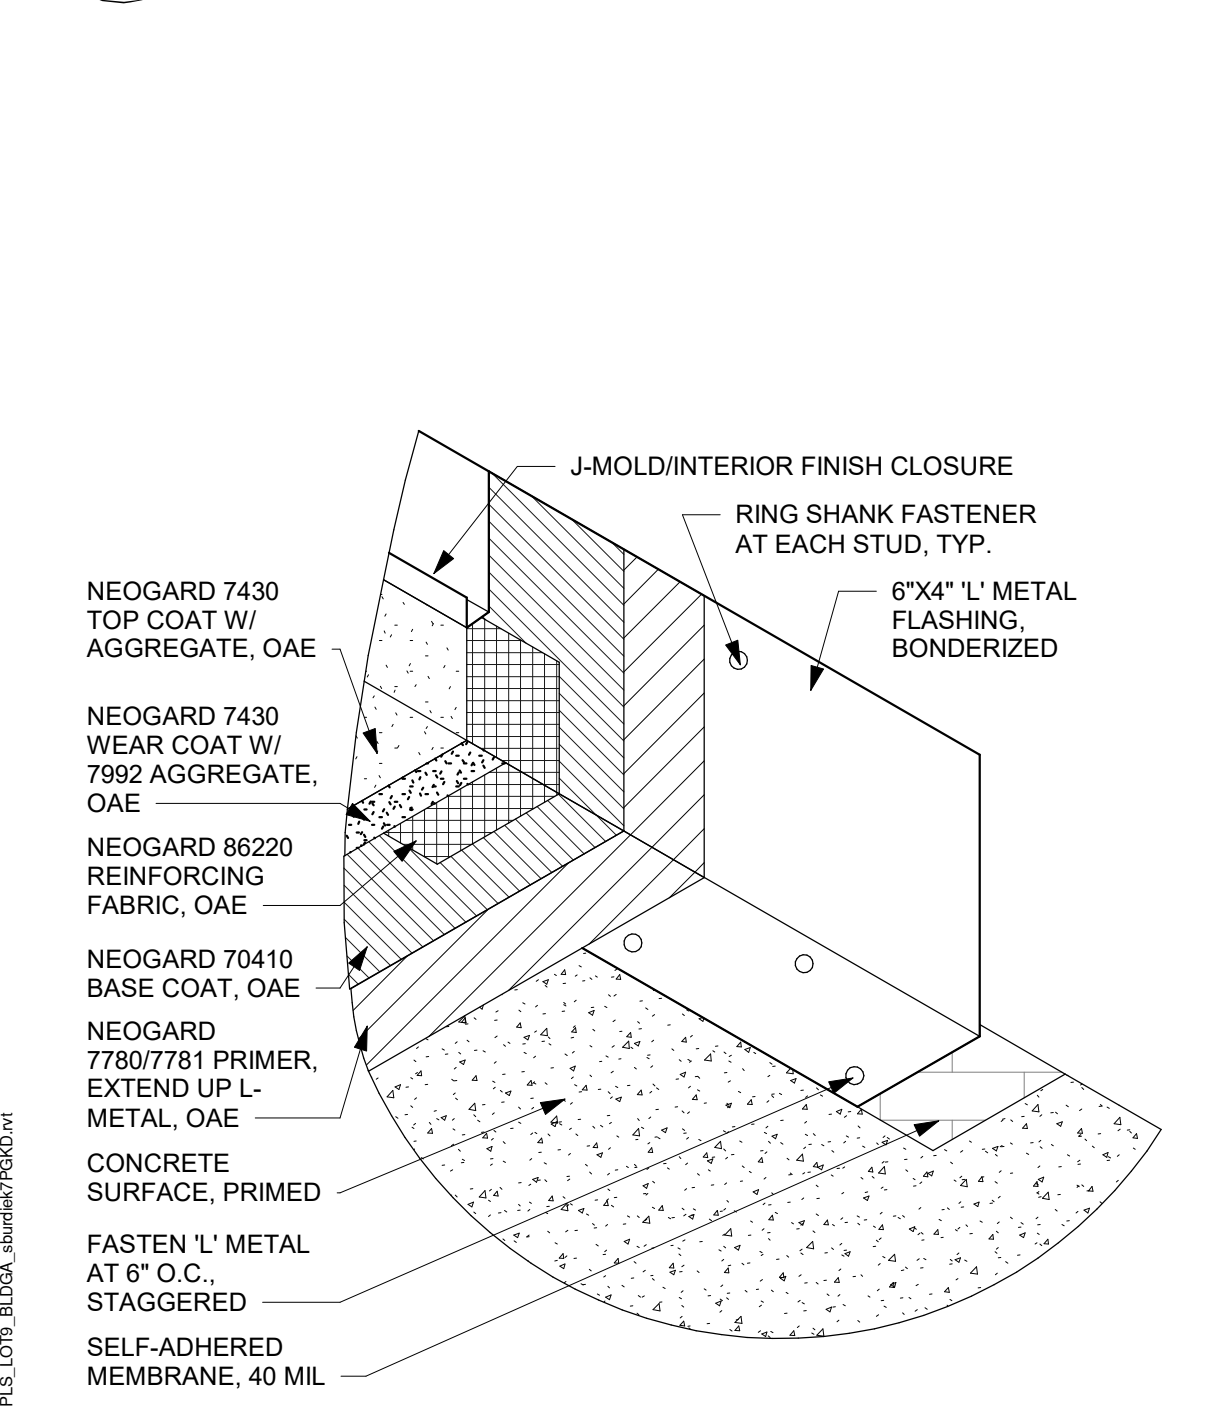 J-MOLD/INTERIOR FINISH CLOSURE
RING SHANK FASTENER
AT EACH STUD, TYP.
6"X4" 'L' METAL
FLASHING,
BONDERIZED
NEOGARD 7430
TOP COAT W/
AGGREGATE, OAE
NEOGARD 7430
WEAR COAT W/
7992 AGGREGATE,
OAE
NEOGARD 86220
REINFORCING
FABRIC, OAE
NEOGARD 70410
BASE COAT, OAE
NEOGARD
7780/7781 PRIMER,
EXTEND UP L-
METAL, OAE
CONCRETE
SURFACE, PRIMED
FASTEN 'L' METAL
AT 6" O.C.,
STAGGERED
SELF-ADHERED
MEMBRANE, 40 MIL
PLS_LOT9_BLDGA_sburdiek7PGKD.rvt